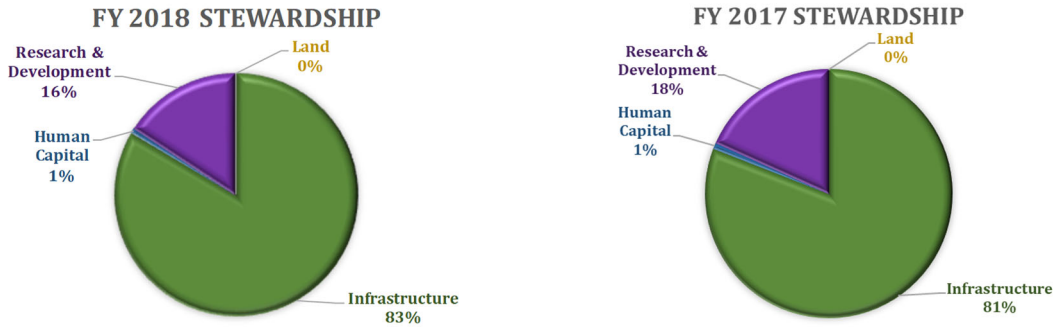 FY 2018 STEWARDSHIP
Research &
Development
16%
Land
0%
Human
Capital
1%
Infrastructure
83%
FY 2017 STEWARDSHIP
Research &
Development
18%
Land
0%
Human
Capital
1%
Infrastructure
81%